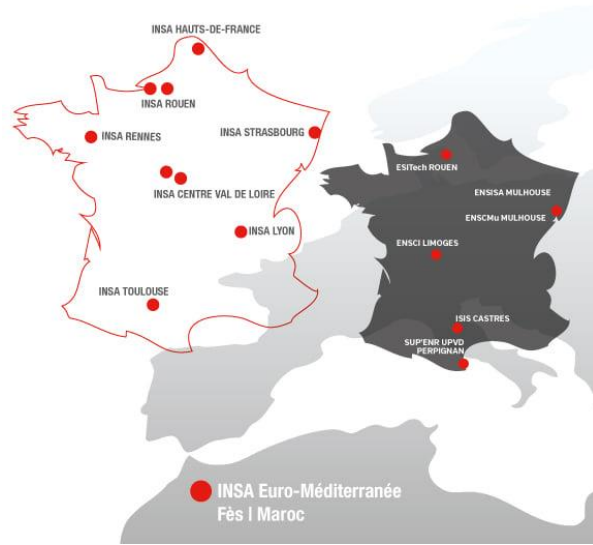 INSA HAUTS-DE-FRANCE
INSA ROUEN
INSA RENNES
INSA STRASBOURG
INSA CENTRE VAL DE LOIRE
INSA LYON
INSA TOULOUSE
ESITech ROUEN
ENSISA MULHOUSE
ENSCMu MULHOUSE
ENSCI LIMOGES
ISIS CASTRES
SUP'ENR UPVD
PERPIGNAN
INSA Euro-Méditerranée
Fès | Maroc